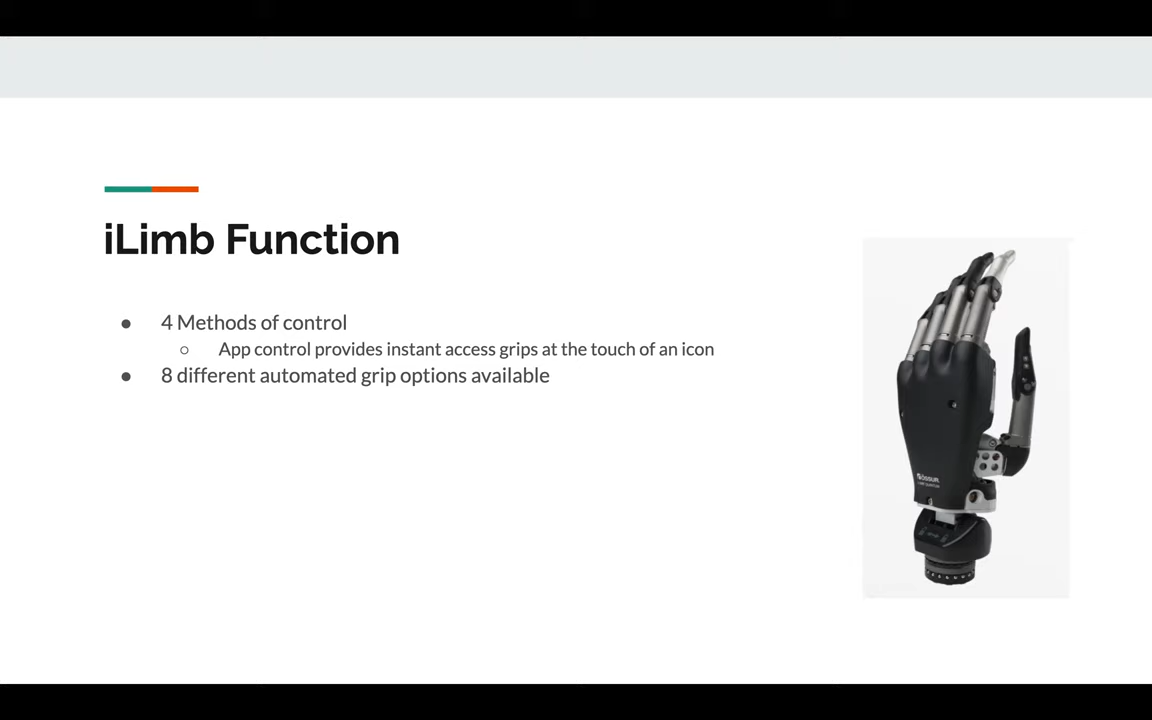 iLimb Function
● 4 Methods of control
○ App control provides instant access grips at the touch of an icon
● 8 different automated grip options available
ÖSSUR